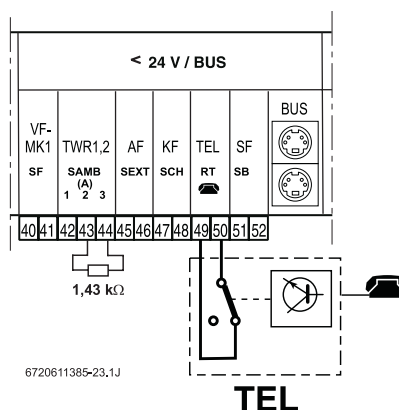 < 24 V / BUS
VF- MK1 TWR1,2 AF KF TEL SF BUS
SF SAMB (A) SEXT SCH RT SB
1 2 3
40 41 42 43 44 45 46 47 48 49 50 51 52
1,43 kΩ
6720611385-23.1J
TEL